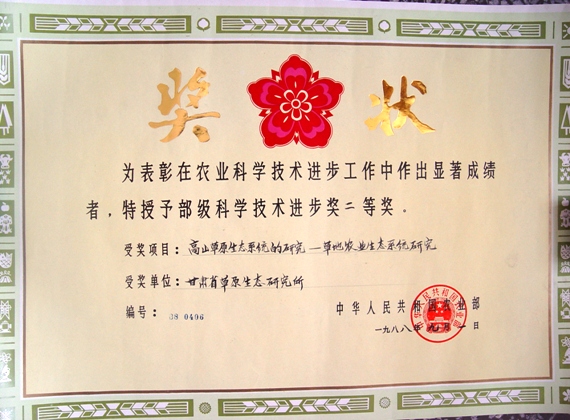 奖状
为表彰在农业科学技术进步工作中作出显著成绩
者，特授予部级科学技术进步奖二等奖。
受奖项目：高山草原生态系统的研究—草地农业生态系统研究
受奖单位：甘肃省草原生态研究所
编号：880406
中华人民共和国农业部
一九八八年九月一日